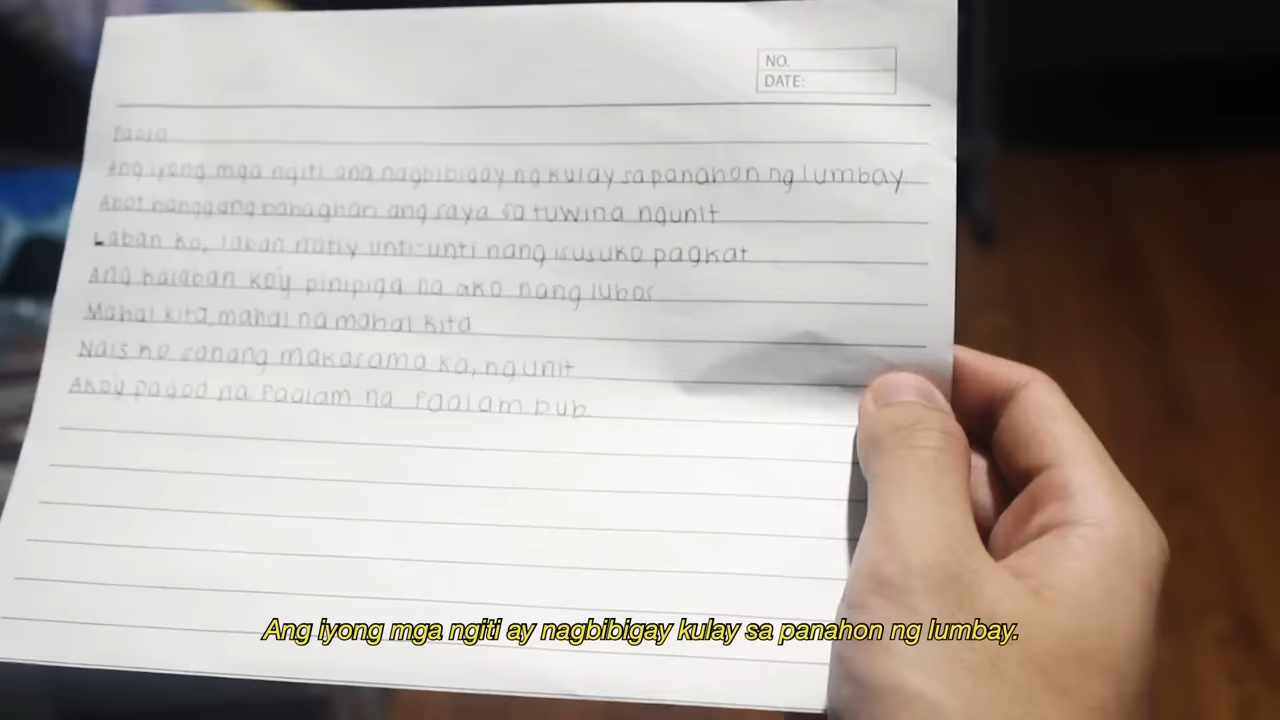 NO.
DATE:
Paolo
Ang iyong mga ngiti ang nagbibigay ng kulay sa panahon ng lumbay
Abot hanggang bahaghari ang saya sa tuwina ngunit
Laban ko, laban nati'y unti-unti nang isusuko pagkat
Ang kalaban ko'y pinipiga na ako nang lubos
Mahal kita, mahal na mahal kita
Nais ko sanang makasama ka, ngunit
Ako'y pagod na Paalam na Paalam bub
Ang iyong mga ngiti ay nagbibigay kulay sa panahon ng lumbay.